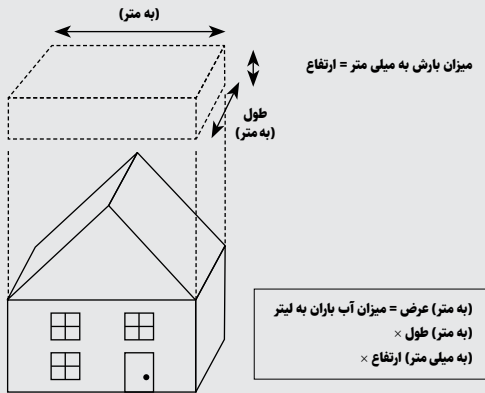 (به متر)
میزان بارش به میلی متر = ارتفاع
طول
(به متر)
(به متر) عرض = میزان آب باران به لیتر
(به متر) طول ×
(به میلی متر) ارتفاع ×